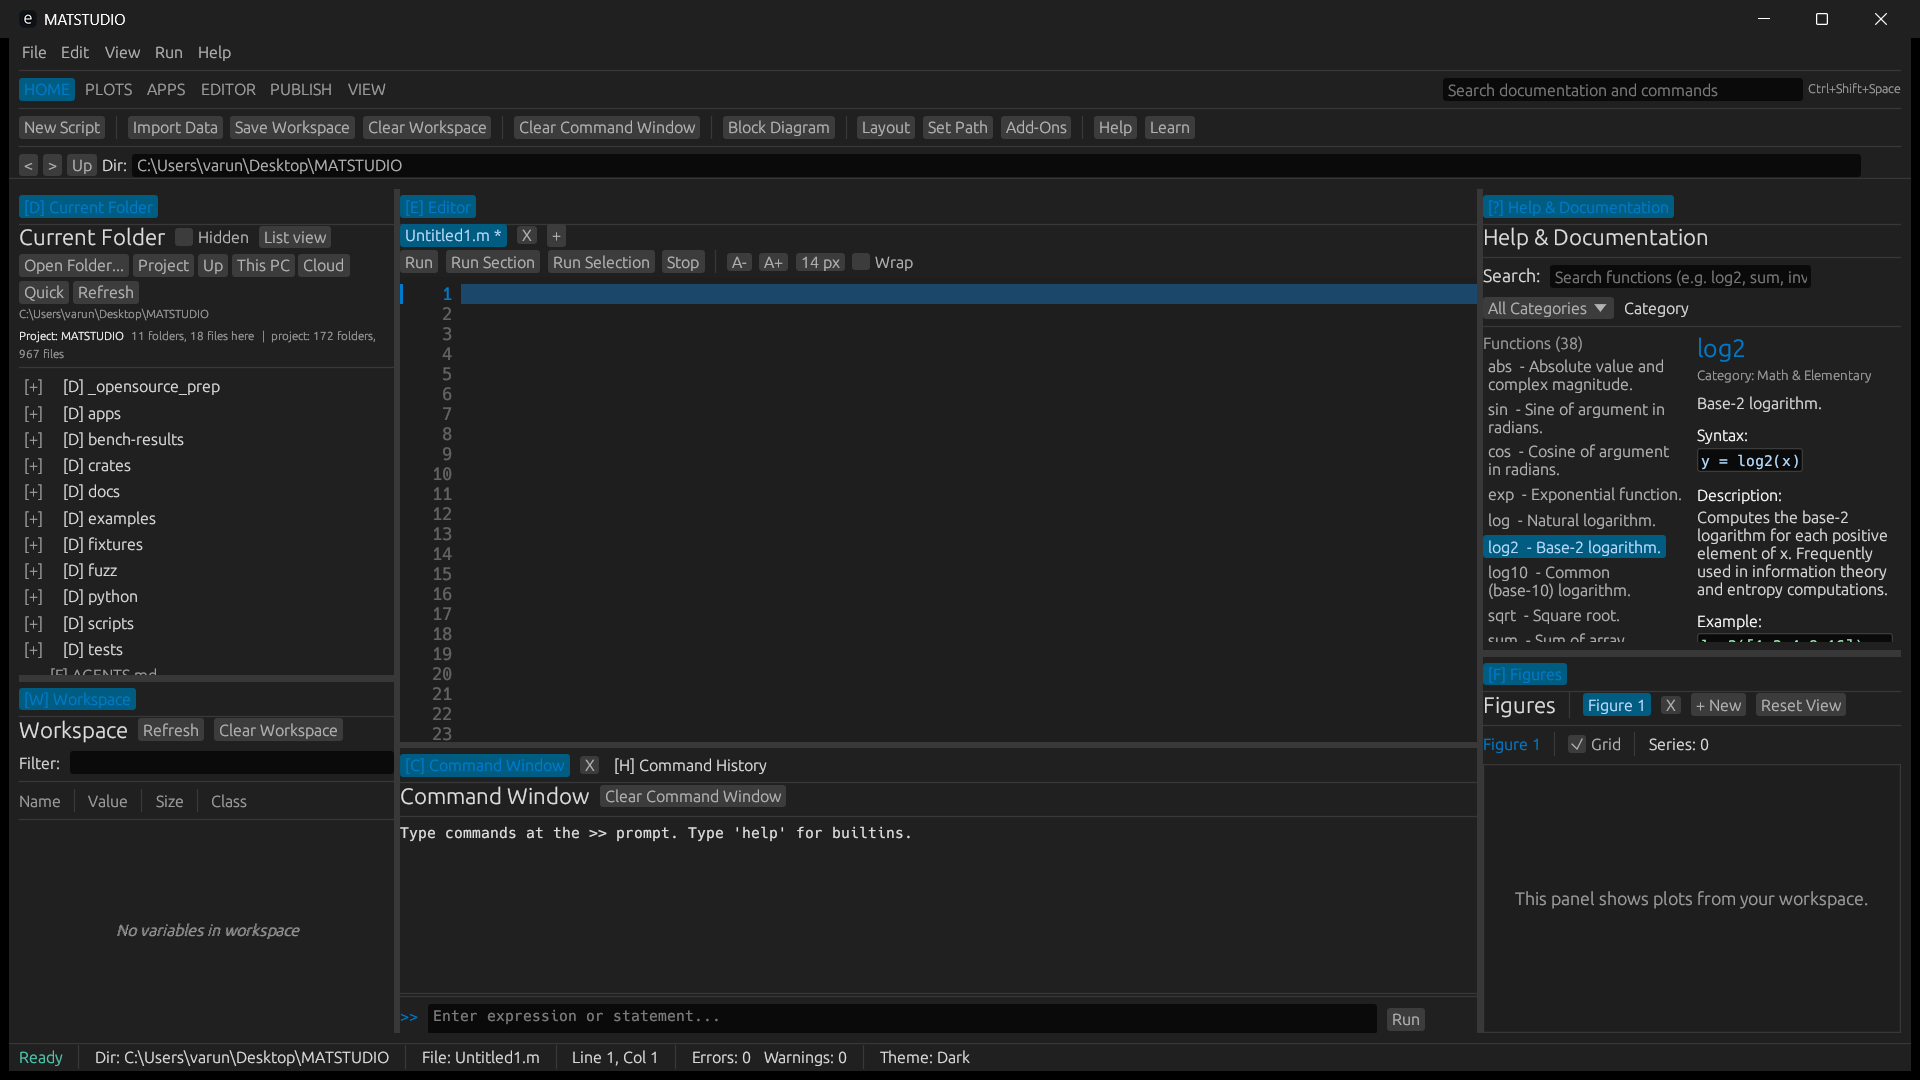 e MATSTUDIO
File Edit View Run Help
HOME PLOTS APPS EDITOR PUBLISH VIEW Search documentation and commands Ctrl+Shift+Space
New Script Import Data Save Workspace Clear Workspace Clear Command Window Block Diagram Layout Set Path Add-Ons Help Learn
< > Up Dir: C:\Users\varun\Desktop\MATSTUDIO
[D] Current Folder
Current Folder Hidden List view
Open Folder... Project Up This PC Cloud
Quick Refresh
C:\Users\varun\Desktop\MATSTUDIO
Project: MATSTUDIO 11 folders, 18 files here | project: 172 folders,
967 files
[+] [D] _opensource_prep
[+] [D] apps
[+] [D] bench-results
[+] [D] crates
[+] [D] docs
[+] [D] examples
[+] [D] fixtures
[+] [D] fuzz
[+] [D] python
[+] [D] scripts
[+] [D] tests
[F] AGENTS.md
[W] Workspace
Workspace Refresh Clear Workspace
Filter:
Name Value Size Class
No variables in workspace
[E] Editor
Untitled1.m * X +
Run Run Section Run Selection Stop A- A+ 14 px Wrap
1
2
3
4
5
6
7
8
9
10
11
12
13
14
15
16
17
18
19
20
21
22
23
[C] Command Window X [H] Command History
Command Window Clear Command Window
Type commands at the >> prompt. Type 'help' for builtins.
>> Enter expression or statement... Run
[?] Help & Documentation
Help & Documentation
Search: Search functions (e.g. log2, sum, inv
All Categories Category
Functions (38)
abs - Absolute value and
complex magnitude.
sin - Sine of argument in
radians.
cos - Cosine of argument
in radians.
exp - Exponential function.
log - Natural logarithm.
log2 - Base-2 logarithm.
log10 - Common
(base-10) logarithm.
sqrt - Square root.
sum - Sum of array
log2
Category: Math & Elementary
Base-2 logarithm.
Syntax:
y = log2(x)
Description:
Computes the base-2
logarithm for each positive
element of x. Frequently
used in information theory
and entropy computations.
Example:
[F] Figures
Figures Figure 1 X + New Reset View
Figure 1 Grid Series: 0
This panel shows plots from your workspace.
Ready Dir: C:\Users\varun\Desktop\MATSTUDIO File: Untitled1.m Line 1, Col 1 Errors: 0 Warnings: 0 Theme: Dark